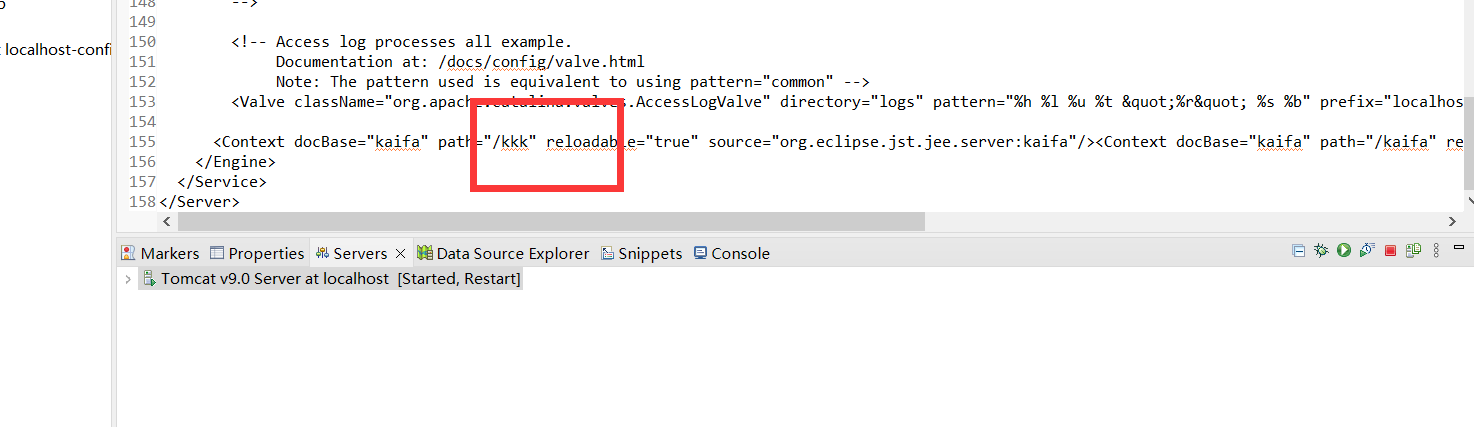 localhost-confi
148 -->
149
150 <!-- Access log processes all example.
151 Documentation at: /docs/config/valve.html
152 Note: The pattern used is equivalent to using pattern="common" -->
153 <Valve className="org.apache.catalina.valves.AccessLogValve" directory="logs" pattern="%h %l %u %t &quot;%r&quot; %s %b" prefix="localhos
154
155 <Context docBase="kaifa" path="/kkk" reloadable="true" source="org.eclipse.jst.jee.server:kaifa"/><Context docBase="kaifa" path="/kaifa" re
156 </Engine>
157 </Service>
158 </Server>
Markers Properties Servers Data Source Explorer Snippets Console
Tomcat v9.0 Server at localhost [Started, Restart]